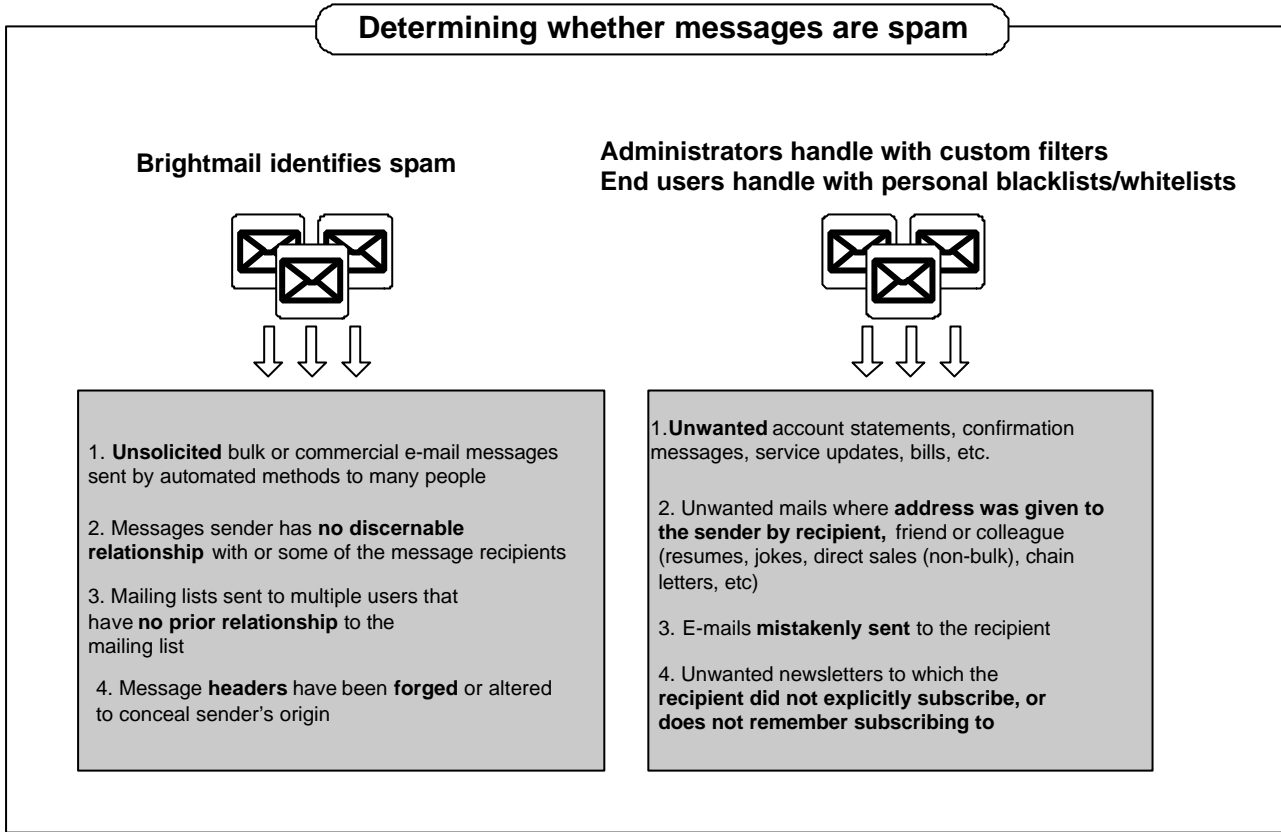 Determining whether messages are spam
Brightmail identifies spam
1. Unsolicited bulk or commercial e-mail messages
sent by automated methods to many people
2. Messages sender has no discernable
relationship with or some of the message recipients
3. Mailing lists sent to multiple users that
have no prior relationship to the
mailing list
4. Message headers have been forged or altered
to conceal sender's origin
Administrators handle with custom filters
End users handle with personal blacklists/whitelists
1.Unwanted account statements, confirmation
messages, service updates, bills, etc.
2. Unwanted mails where address was given to
the sender by recipient, friend or colleague
(resumes, jokes, direct sales (non-bulk), chain
letters, etc)
3. E-mails mistakenly sent to the recipient
4. Unwanted newsletters to which the
recipient did not explicitly subscribe, or
does not remember subscribing to